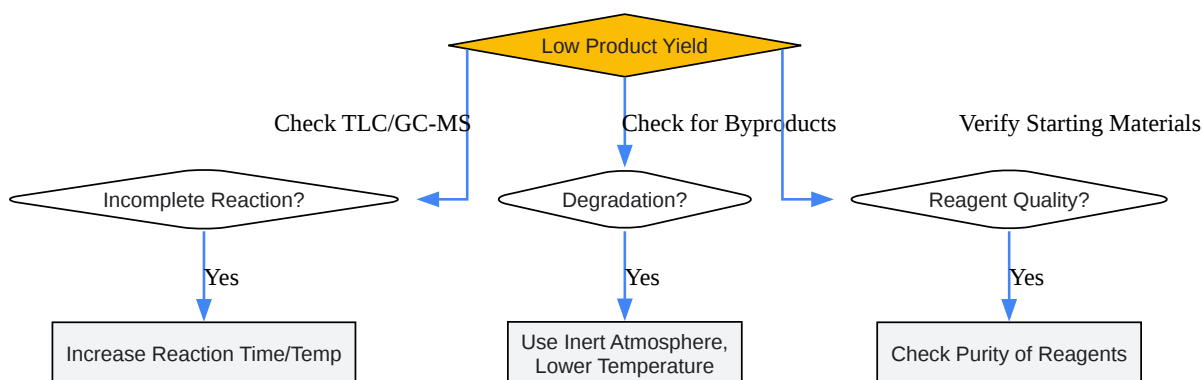 Low Product Yield
Check TLC/GC-MS
Check for Byproducts
Verify Starting Materials
Incomplete Reaction?
Degradation?
Reagent Quality?
Yes
Yes
Yes
Increase Reaction Time/Temp
Use Inert Atmosphere,
Lower Temperature
Check Purity of Reagents